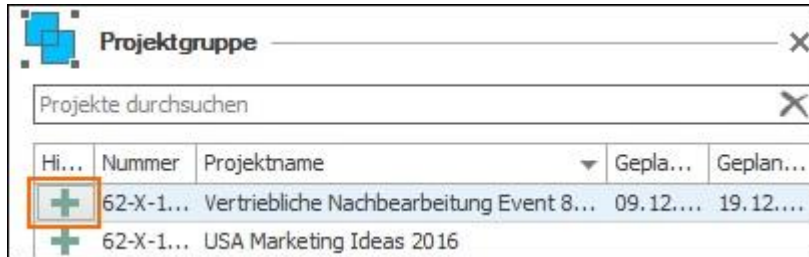 Projektgruppe
Projekte durchsuchen
Hi... Nummer Projektname Gepla... Geplan...
62-X-1... Vertriebliche Nachbearbeitung Event 8... 09.12.... 19.12....
62-X-1... USA Marketing Ideas 2016